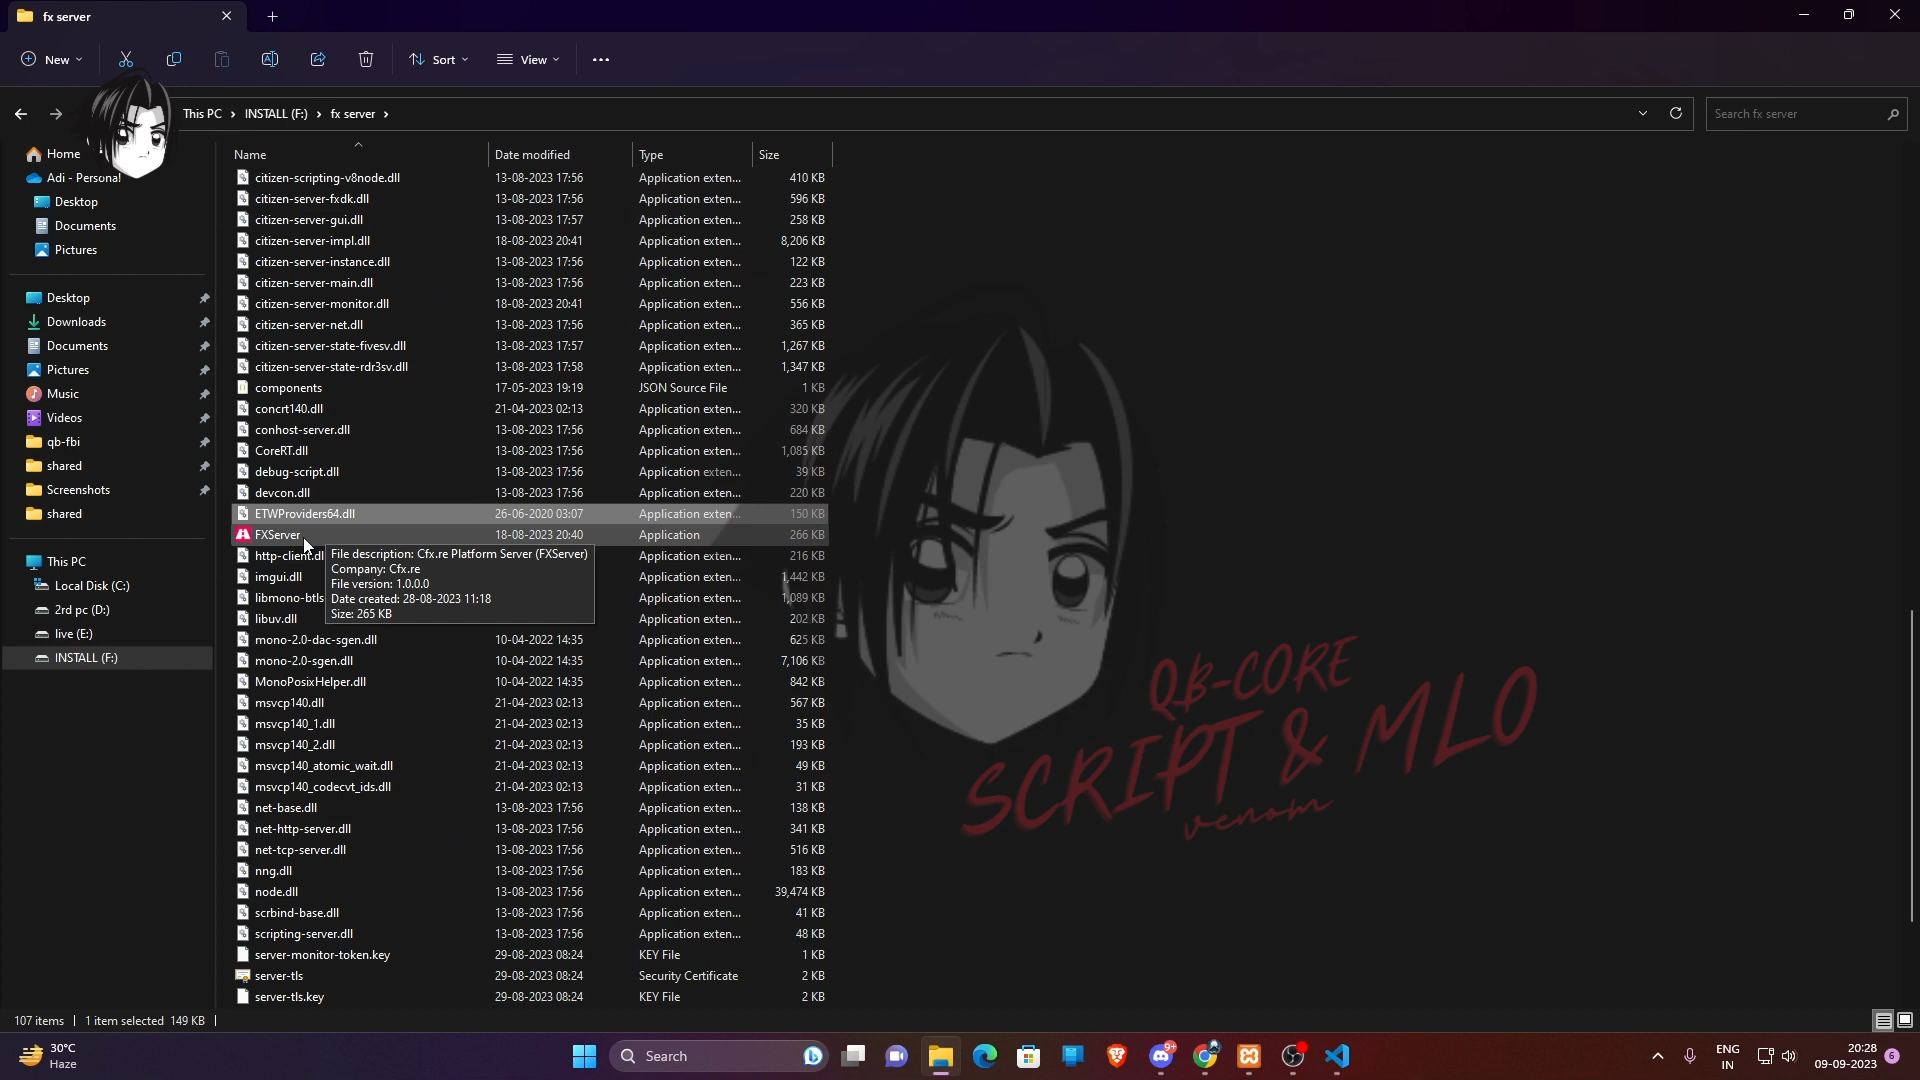 fx server
New
Sort
View
This PC > INSTALL (F:) > fx server >
Search fx server
Home
Adi - Personal
Desktop
Documents
Pictures
Desktop
Downloads
Documents
Pictures
Music
Videos
qb-fbi
shared
Screenshots
shared
This PC
Local Disk (C:)
2rd pc (D:)
live (E:)
INSTALL (F:)
Name Date modified Type Size
citizen-scripting-v8node.dll 13-08-2023 17:56 Application exten... 410 KB
citizen-server-fxdk.dll 13-08-2023 17:56 Application exten... 596 KB
citizen-server-gui.dll 13-08-2023 17:57 Application exten... 258 KB
citizen-server-impl.dll 18-08-2023 20:41 Application exten... 8,206 KB
citizen-server-instance.dll 13-08-2023 17:56 Application exten... 122 KB
citizen-server-main.dll 13-08-2023 17:56 Application exten... 223 KB
citizen-server-monitor.dll 18-08-2023 20:41 Application exten... 556 KB
citizen-server-net.dll 13-08-2023 17:56 Application exten... 365 KB
citizen-server-state-fivesv.dll 13-08-2023 17:57 Application exten... 1,267 KB
citizen-server-state-rdr3sv.dll 13-08-2023 17:58 Application exten... 1,347 KB
components 17-05-2023 19:19 JSON Source File 1 KB
concrt140.dll 21-04-2023 02:13 Application exten... 320 KB
conhost-server.dll 13-08-2023 17:56 Application exten... 684 KB
CoreRT.dll 13-08-2023 17:56 Application exten... 1,085 KB
debug-script.dll 13-08-2023 17:56 Application exten... 39 KB
devcon.dll 13-08-2023 17:56 Application exten... 220 KB
ETWProviders64.dll 26-06-2020 03:07 Application exten... 150 KB
FXServer 18-08-2023 20:40 Application 266 KB
http-client.dll Application exten... 216 KB
imgui.dll Application exten... 1,442 KB
libmono-btls Application exten... 1,089 KB
libuv.dll Application exten... 202 KB
File description: Cfx.re Platform Server (FXServer)
Company: Cfx.re
File version: 1.0.0.0
Date created: 28-08-2023 11:18
Size: 265 KB
mono-2.0-dac-sgen.dll 10-04-2022 14:35 Application exten... 625 KB
mono-2.0-sgen.dll 10-04-2022 14:35 Application exten... 7,106 KB
MonoPosixHelper.dll 10-04-2022 14:35 Application exten... 842 KB
msvcp140.dll 21-04-2023 02:13 Application exten... 567 KB
msvcp140_1.dll 21-04-2023 02:13 Application exten... 35 KB
msvcp140_2.dll 21-04-2023 02:13 Application exten... 193 KB
msvcp140_atomic_wait.dll 21-04-2023 02:13 Application exten... 49 KB
msvcp140_codecvt_ids.dll 21-04-2023 02:13 Application exten... 31 KB
net-base.dll 13-08-2023 17:56 Application exten... 138 KB
net-http-server.dll 13-08-2023 17:56 Application exten... 341 KB
net-tcp-server.dll 13-08-2023 17:56 Application exten... 516 KB
nng.dll 13-08-2023 17:56 Application exten... 183 KB
node.dll 13-08-2023 17:56 Application exten... 39,474 KB
scrbind-base.dll 13-08-2023 17:56 Application exten... 41 KB
scripting-server.dll 13-08-2023 17:56 Application exten... 48 KB
server-monitor-token.key 29-08-2023 08:24 KEY File 1 KB
server-tls 29-08-2023 08:24 Security Certificate 2 KB
server-tls.key 29-08-2023 08:24 KEY File 2 KB
QB-CORE
SCRIPT & MLO
venom
107 items 1 item selected 149 KB
30°C
Haze
Search
9+
ENG
IN
20:28
09-09-2023
6